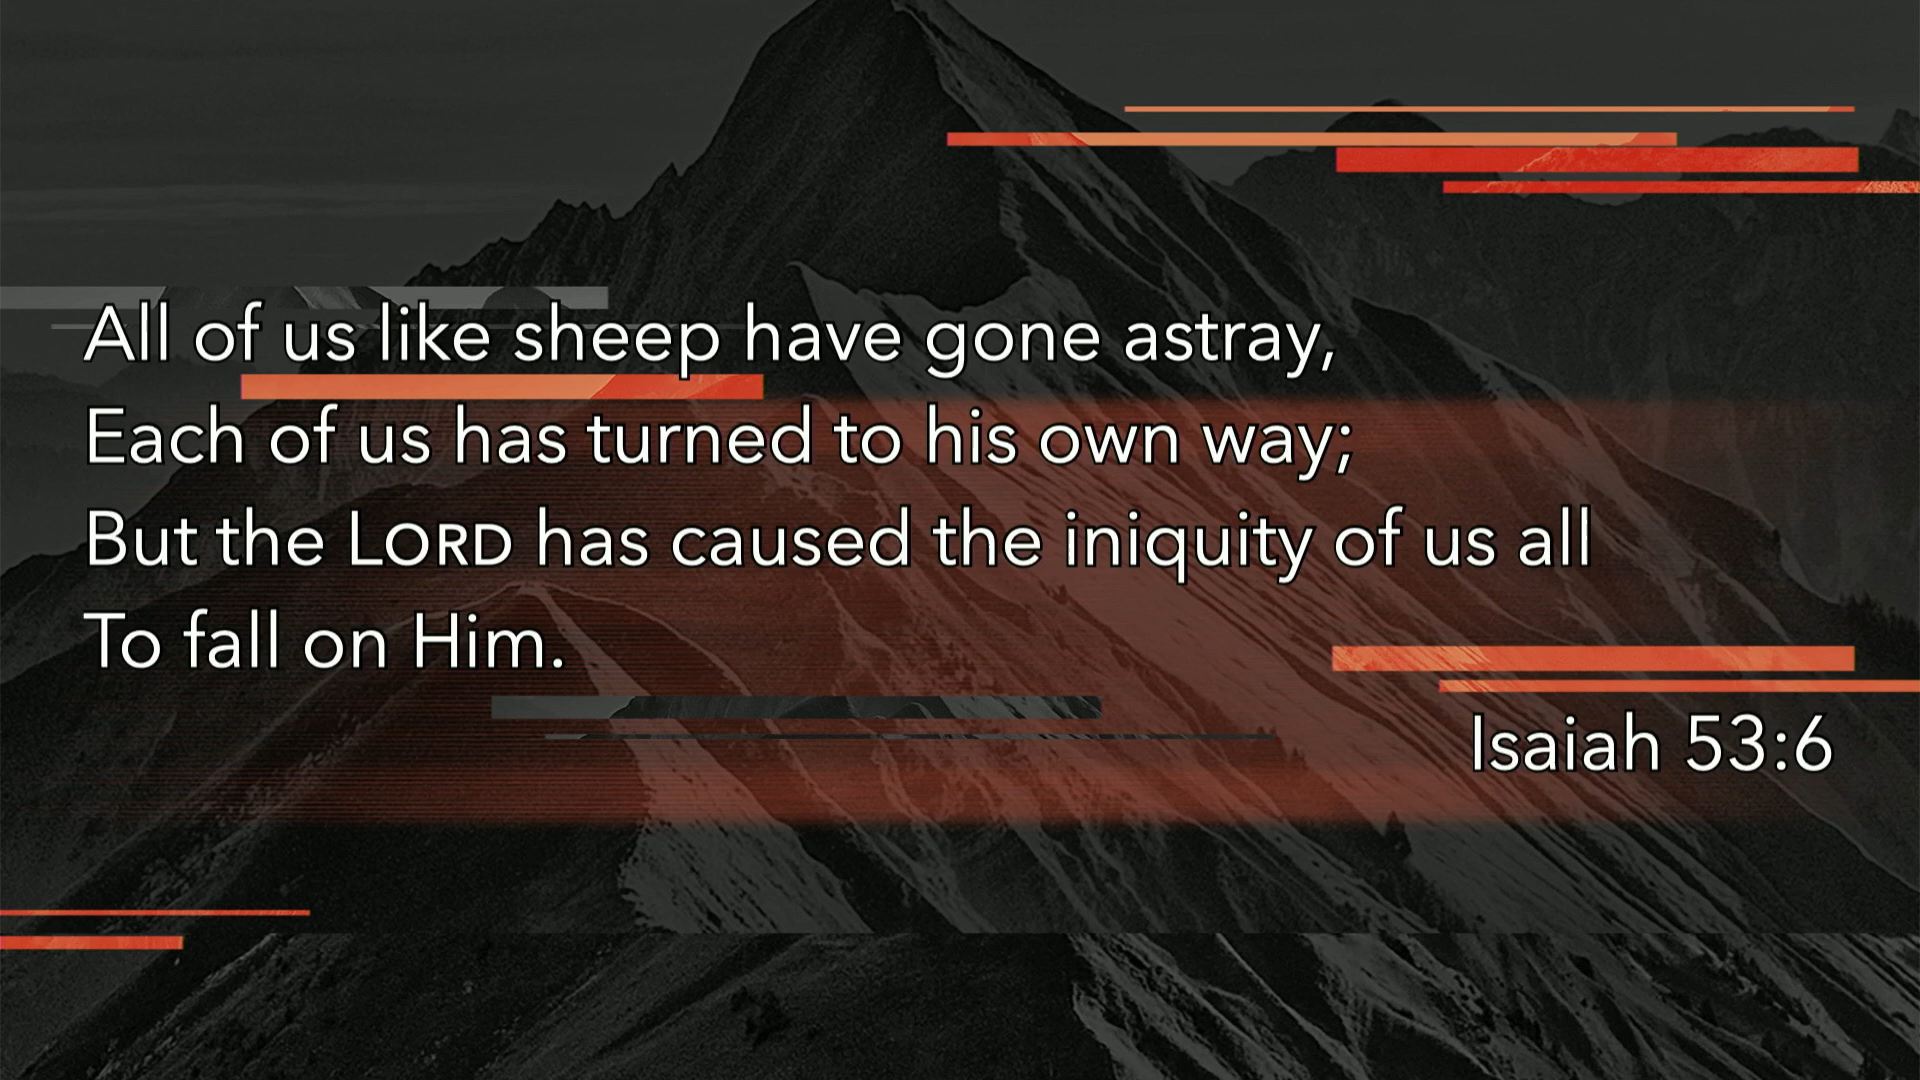 All of us like sheep have gone astray,
Each of us has turned to his own way;
But the LORD has caused the iniquity of us all
To fall on Him.
Isaiah 53:6